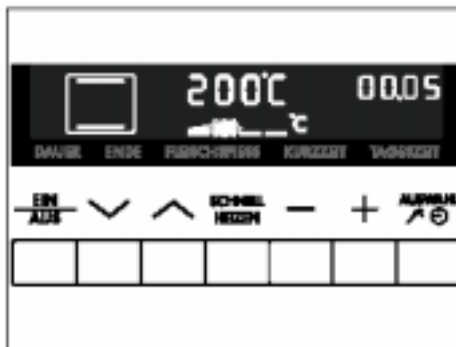 200°C 00.05
°C
DAUER ENDE FLEISCHSPIESS KURZZEIT TAGESZEIT
EIN SCHNELL AUSWAHL
AUS HEIZEN